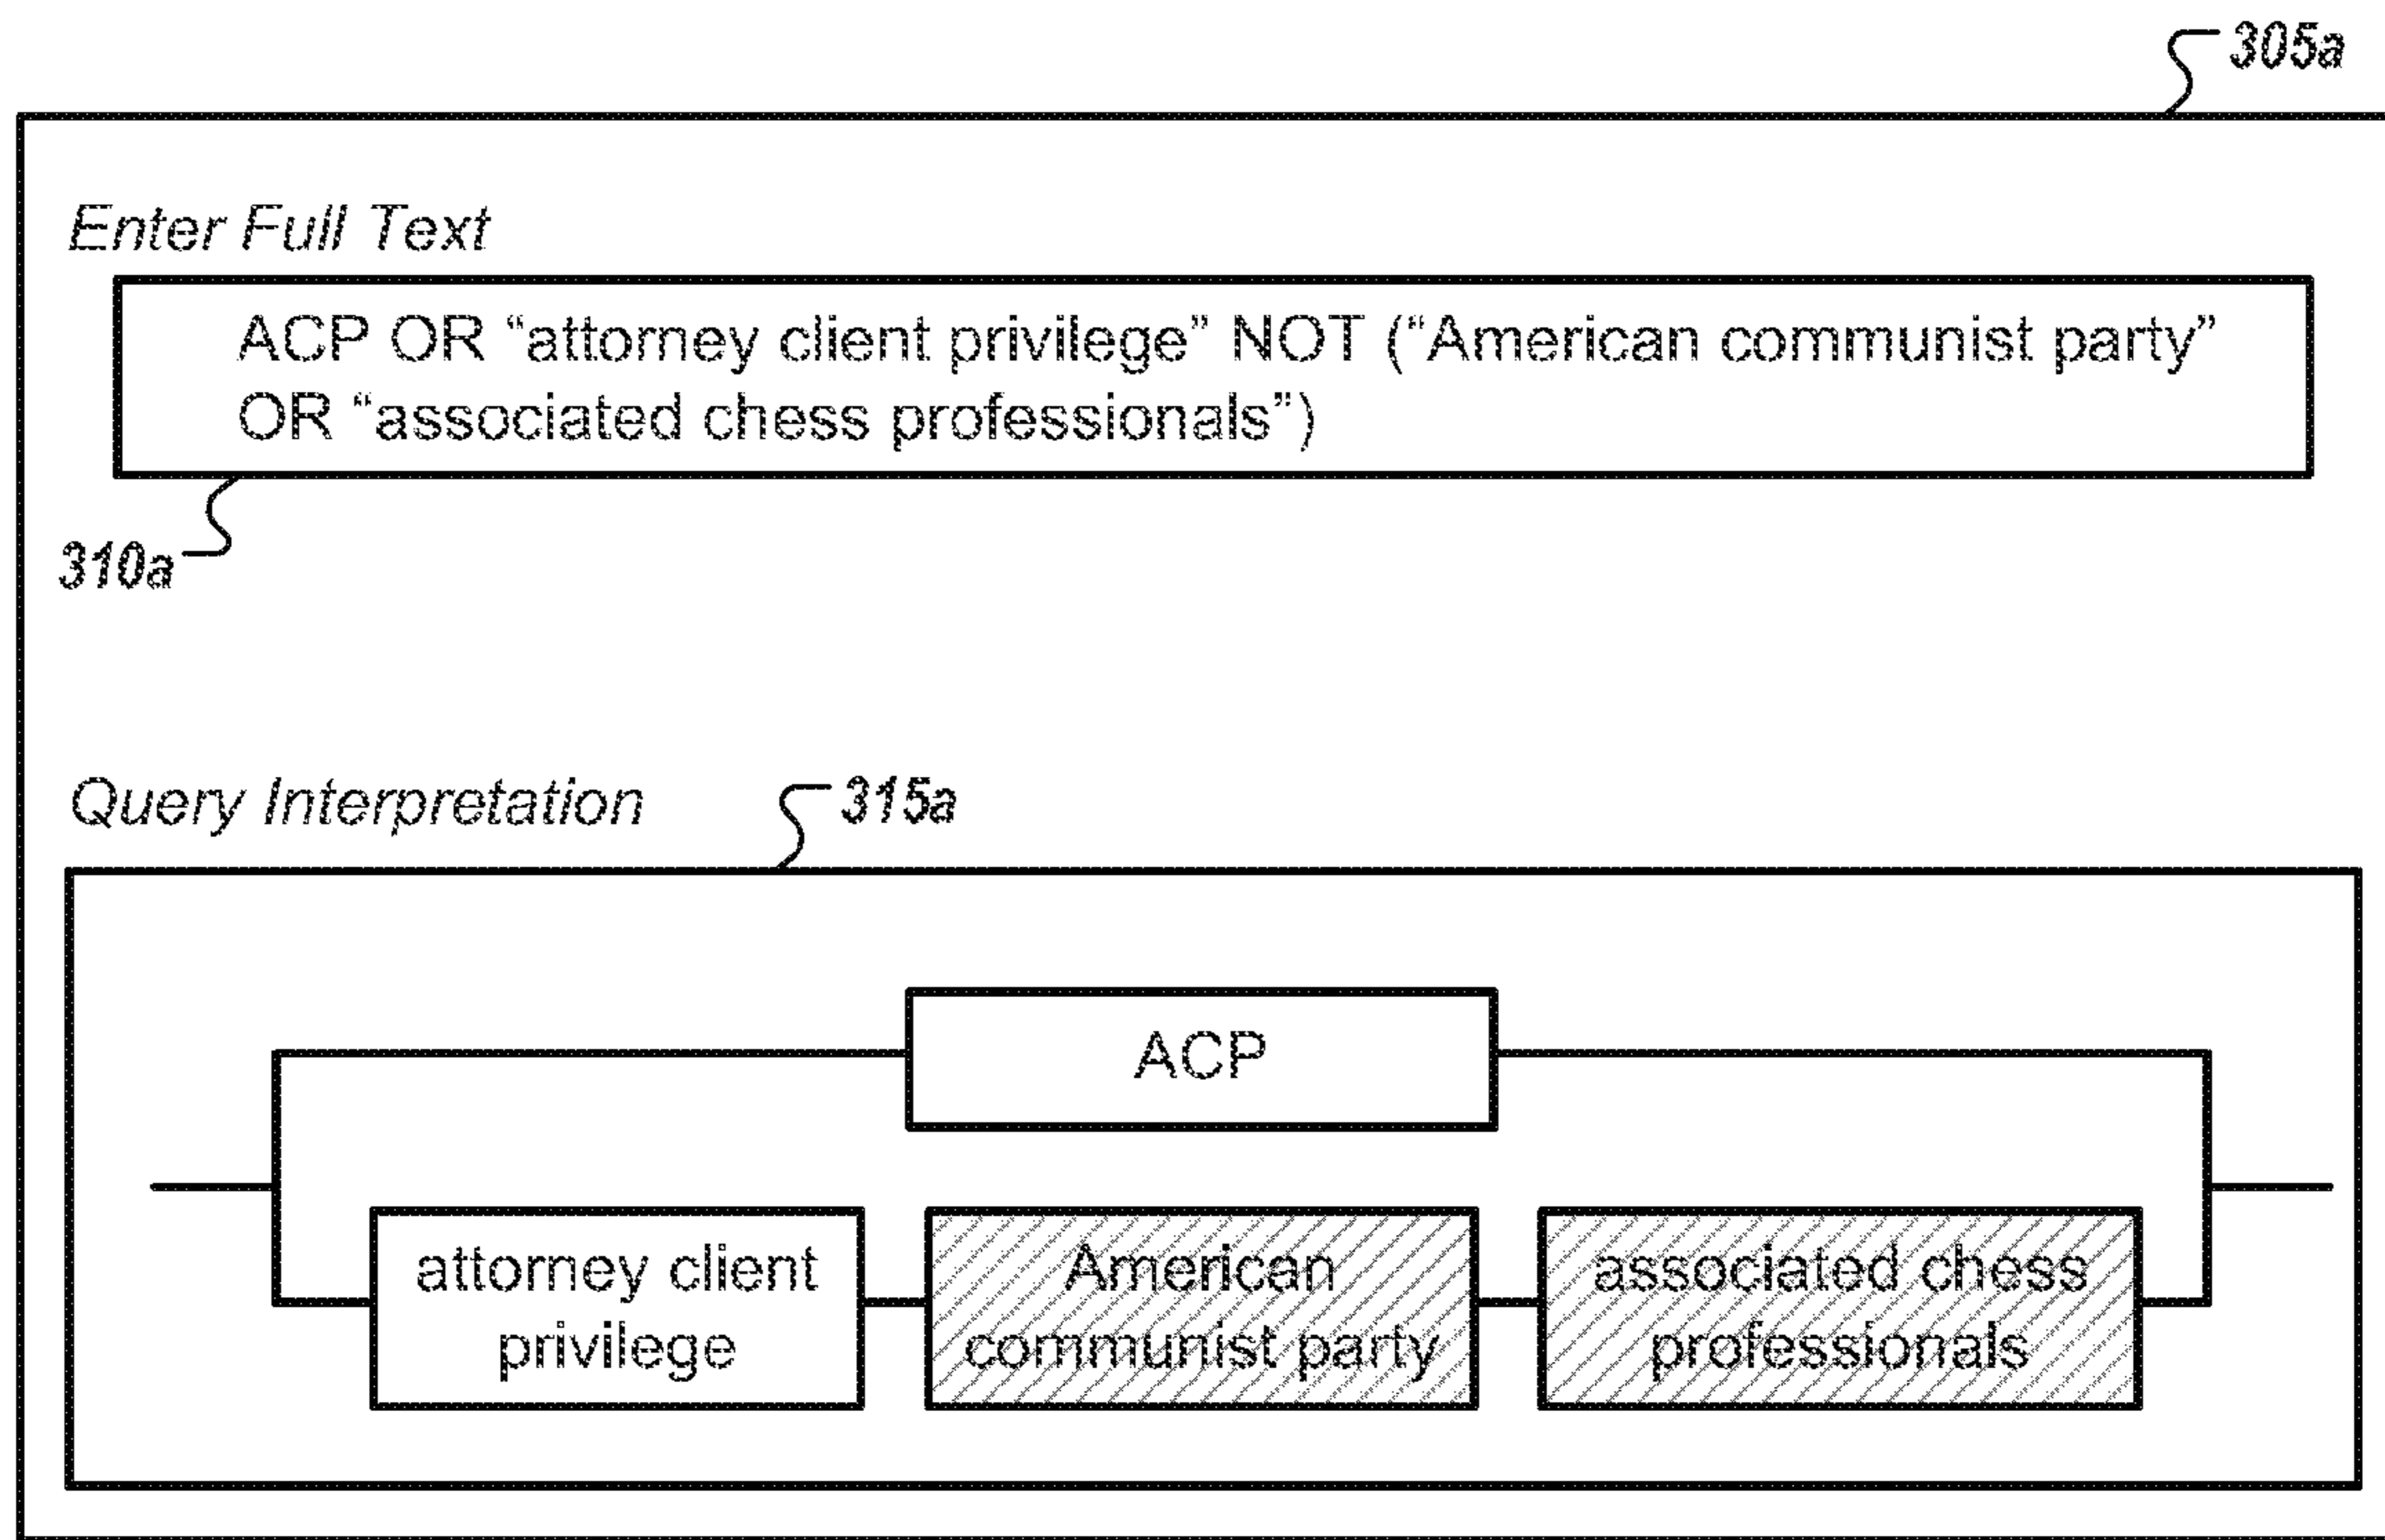 305a
Enter Full Text
ACP OR “attorney client privilege” NOT (“American communist party”
OR “associated chess professionals”)
310a
Query Interpretation
315a
ACP
attorney client
privilege
American
communist party
associated chess
professionals